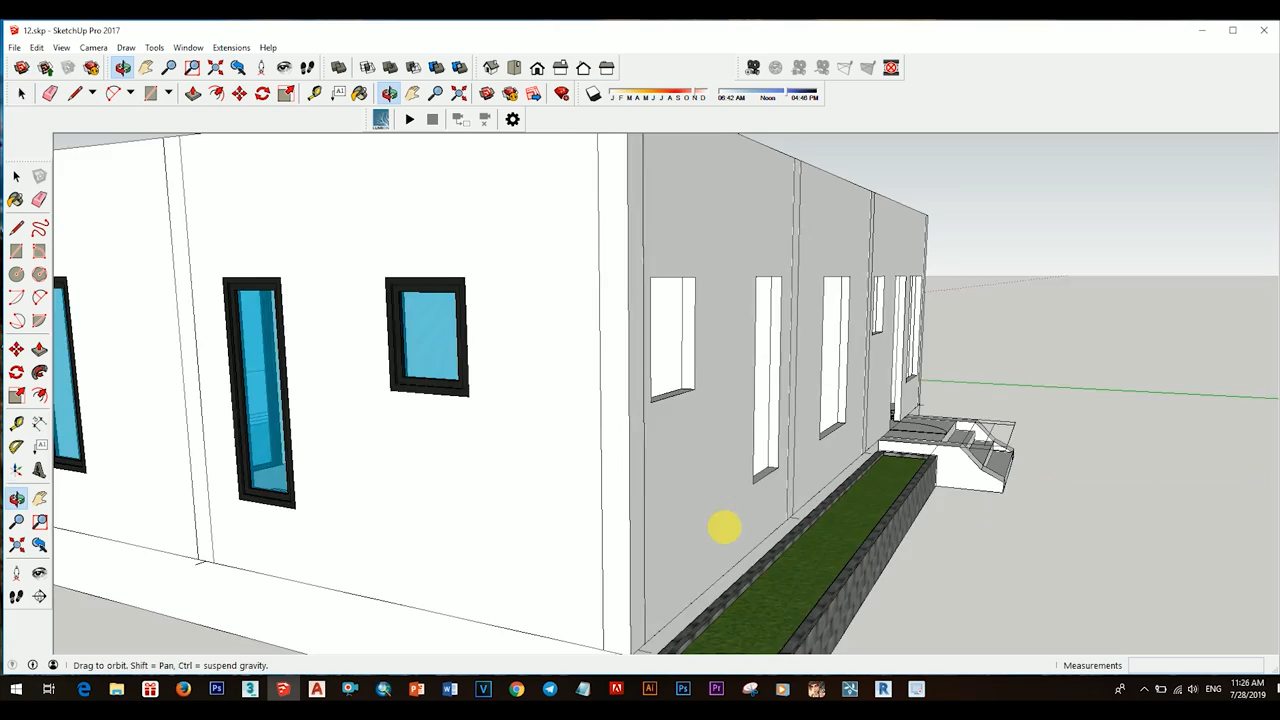 12.skp - SketchUp Pro 2017
File Edit View Camera Draw Tools Window Extensions Help
J F M A M J J A S O N D 06:42 AM Noon 04:46 PM
Drag to orbit. Shift = Pan, Ctrl = suspend gravity.
Measurements
ENG
11:26 AM
7/28/2019